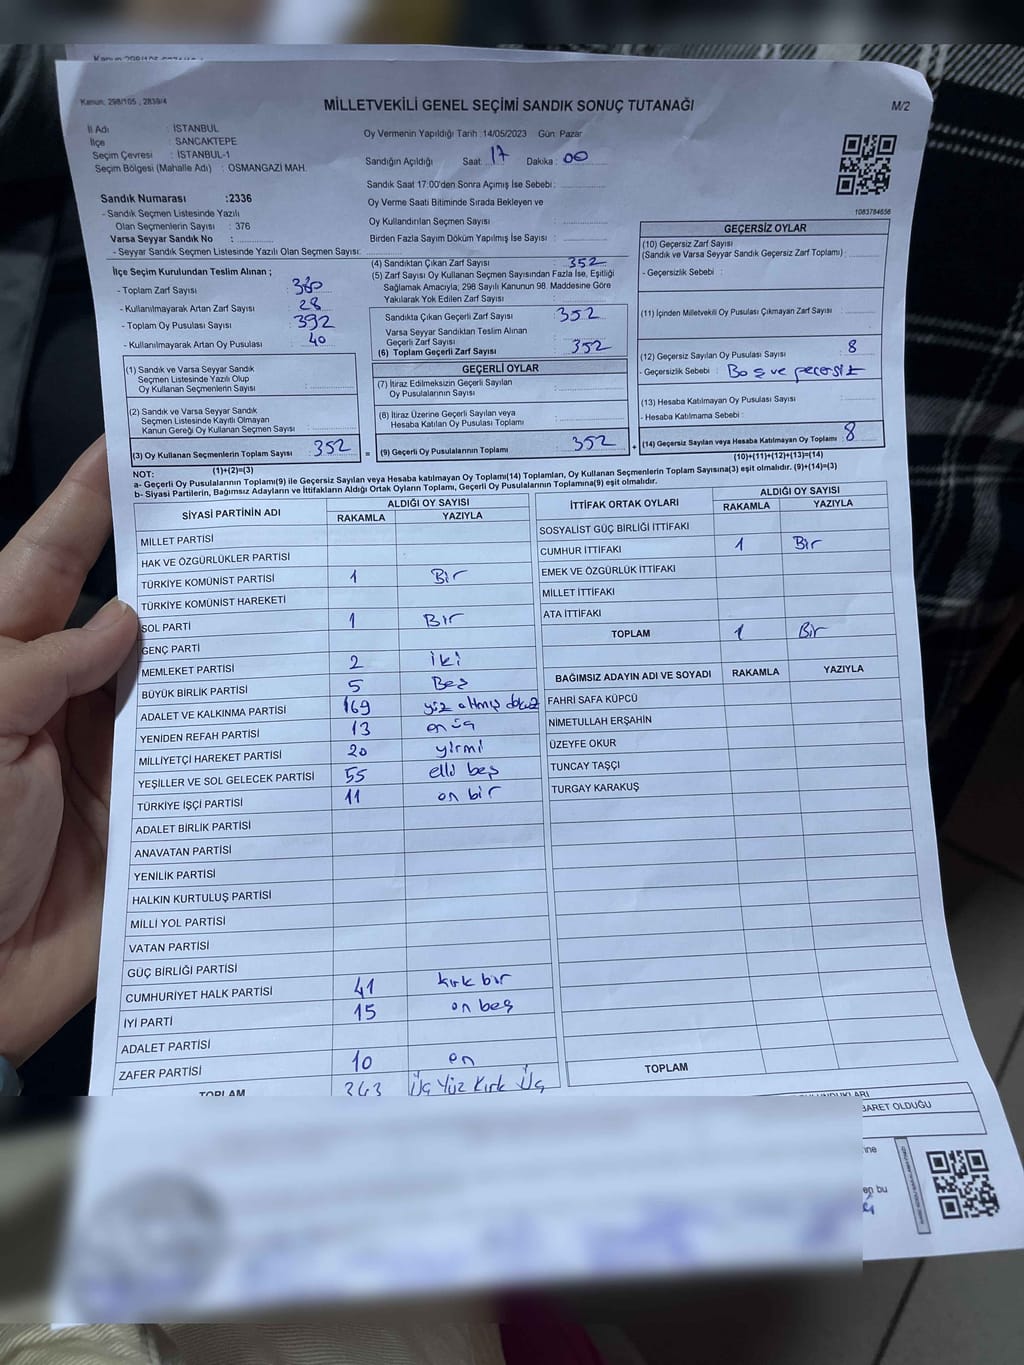 Kanun: 298/105 , 2839/4
MİLLETVEKİLİ GENEL SEÇİMİ SANDIK SONUÇ TUTANAĞI
M/2
İl Adı : İSTANBUL
İlçe : SANCAKTEPE
Seçim Çevresi : İSTANBUL-1
Seçim Bölgesi (Mahalle Adı) : OSMANGAZİ MAH.
Oy Vermenin Yapıldığı Tarih :14/05/2023 Gün: Pazar
Sandığın Açıldığı Saat: 17 Dakika : 00
Sandık Saat 17:00'den Sonra Açımış İse Sebebi :
Oy Verme Saati Bitiminde Sırada Bekleyen ve
Oy Kullandırılan Seçmen Sayısı :
Birden Fazla Sayım Döküm Yapılmış İse Sayısı :
1083784656
Sandık Numarası :2336
- Sandık Seçmen Listesinde Yazılı
Olan Seçmenlerin Sayısı : 376
Varsa Seyyar Sandık No :
- Seyyar Sandık Seçmen Listesinde Yazılı Olan Seçmen Sayısı:
İlçe Seçim Kurulundan Teslim Alınan ;
- Toplam Zarf Sayısı : 380
- Kullanılmayarak Artan Zarf Sayısı : 28
- Toplam Oy Pusulası Sayısı : 392
- Kullanılmayarak Artan Oy Pusulası : 40
(1) Sandık ve Varsa Seyyar Sandık
Seçmen Listesinde Yazılı Olup
Oy Kullanan Seçmenlerin Sayısı :
(2) Sandık ve Varsa Seyyar Sandık
Seçmen Listesinde Kayıtlı Olmayan
Kanun Gereği Oy Kullanan Seçmen Sayısı :
(3) Oy Kullanan Seçmenlerin Toplam Sayısı : 352
(1)+(2)=(3)
(4) Sandıktan Çıkan Zarf Sayısı : 352
(5) Zarf Sayısı Oy Kullanan Seçmen Sayısından Fazla İse, Eşitliği
Sağlamak Amacıyla; 298 Sayılı Kanunun 98. Maddesine Göre
Yakılarak Yok Edilen Zarf Sayısı :
Sandıkta Çıkan Geçerli Zarf Sayısı : 352
Varsa Seyyar Sandıktan Teslim Alınan
Geçerli Zarf Sayısı :
(6) Toplam Geçerli Zarf Sayısı : 352
GEÇERLİ OYLAR
(7) İtiraz Edilmeksizin Geçerli Sayılan
Oy Pusulalarının Sayısı :
(8) İtiraz Üzerine Geçerli Sayılan veya
Hesaba Katılan Oy Pusulası Toplamı :
= (9) Geçerli Oy Pusulalarının Toplamı : 352 +
GEÇERSİZ OYLAR
(10) Geçersiz Zarf Sayısı
(Sandık ve Varsa Seyyar Sandık Geçersiz Zarf Toplamı) :
- Geçersizlik Sebebi :
(11) İçinden Milletvekili Oy Pusulası Çıkmayan Zarf Sayısı :
(12) Geçersiz Sayılan Oy Pusulası Sayısı : 8
- Geçersizlik Sebebi : Boş ve geçersiz
(13) Hesaba Katılmayan Oy Pusulası Sayısı :
- Hesaba Katılmama Sebebi :
(14) Geçersiz Sayılan veya Hesaba Katılmayan Oy Toplamı : 8
(10)+(11)+(12)+(13)=(14)
NOT:
a- Geçerli Oy Pusulalarının Toplamı(9) ile Geçersiz Sayılan veya Hesaba katılmayan Oy Toplamı(14) Toplamları, Oy Kullanan Seçmenlerin Toplam Sayısına(3) eşit olmalıdır. (9)+(14)=(3)
b- Siyasi Partilerin, Bağımsız Adayların ve İttifakların Aldığı Ortak Oyların Toplamı, Geçerli Oy Pusulalarının Toplamına(9) eşit olmalıdır.
SİYASİ PARTİNİN ADI ALDIĞI OY SAYISI
RAKAMLA YAZIYLA
MİLLET PARTİSİ
HAK VE ÖZGÜRLÜKLER PARTİSİ
TÜRKİYE KOMÜNİST PARTİSİ 1 Bir
TÜRKİYE KOMÜNİST HAREKETİ
SOL PARTİ 1 Bir
GENÇ PARTİ
MEMLEKET PARTİSİ 2 iki
BÜYÜK BİRLİK PARTİSİ 5 Beş
ADALET VE KALKINMA PARTİSİ 169 yüz altmış dokuz
YENİDEN REFAH PARTİSİ 13 on üç
MİLLİYETÇİ HAREKET PARTİSİ 20 yirmi
YEŞİLLER VE SOL GELECEK PARTİSİ 55 elli beş
TÜRKİYE İŞÇİ PARTİSİ 11 on bir
ADALET BİRLİK PARTİSİ
ANAVATAN PARTİSİ
YENİLİK PARTİSİ
HALKIN KURTULUŞ PARTİSİ
MİLLİ YOL PARTİSİ
VATAN PARTİSİ
GÜÇ BİRLİĞİ PARTİSİ
CUMHURİYET HALK PARTİSİ 41 kırk bir
İYİ PARTİ 15 on beş
ADALET PARTİSİ
ZAFER PARTİSİ 10 on
TOPLAM 343 Üç Yüz Kırk Üç
İTTİFAK ORTAK OYLARI ALDIĞI OY SAYISI
RAKAMLA YAZIYLA
SOSYALİST GÜÇ BİRLİĞİ İTTİFAKI
CUMHUR İTTİFAKI 1 Bir
EMEK VE ÖZGÜRLÜK İTTİFAKI
MİLLET İTTİFAKI
ATA İTTİFAKI
TOPLAM 1 Bir
BAĞIMSIZ ADAYIN ADI VE SOYADI RAKAMLA YAZIYLA
FAHRİ SAFA KÜPCÜ
NİMETULLAH ERŞAHİN
ÜZEYFE OKUR
TUNCAY TAŞÇI
TURGAY KARAKUŞ
TOPLAM
BARET OLDUĞU